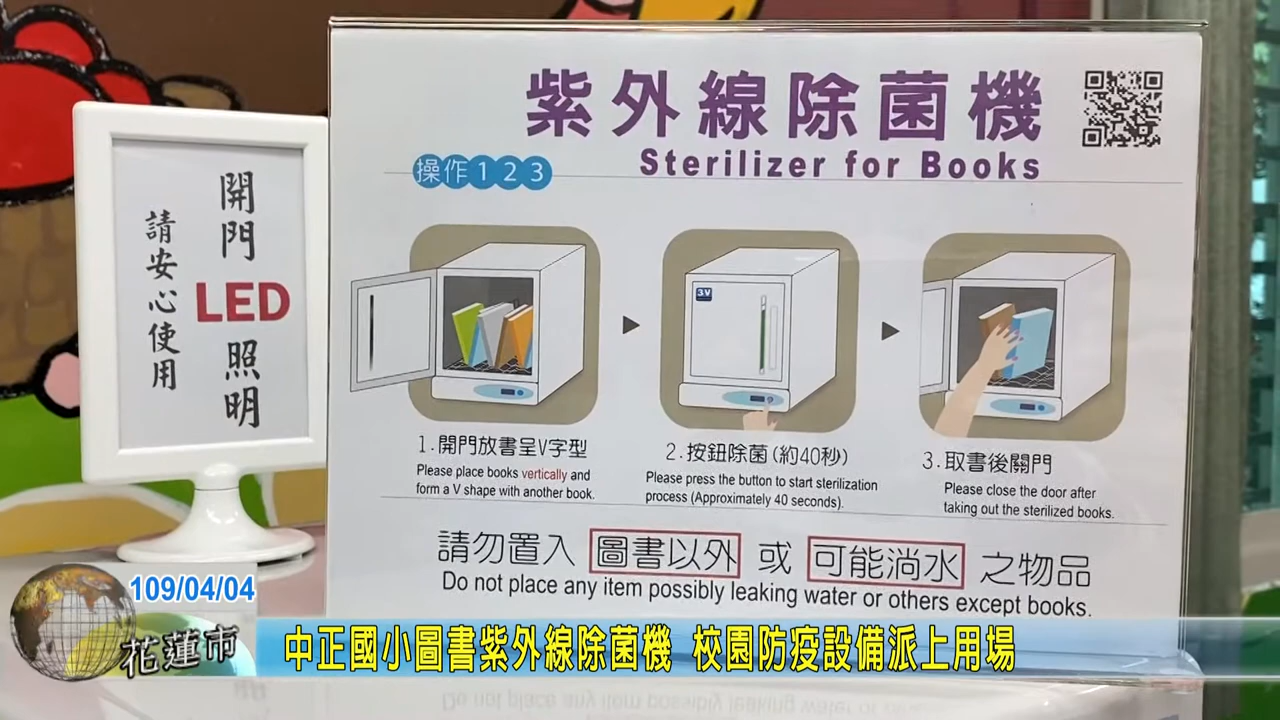 紫外線除菌機
Sterilizer for Books
操作123
開門
LED
照明
請安心使用
3V
1.開門放書呈V字型
Please place books vertically and
form a V shape with another book.
2.按鈕除菌(約40秒)
Please press the button to start sterilization
process (Approximately 40 seconds).
3.取書後關門
Please close the door after
taking out the sterilized books.
請勿置入 圖書以外 或 可能淌水 之物品
Do not place any item possibly leaking water or others except books.
109/04/04
花蓮市
中正國小圖書紫外線除菌機 校園防疫設備派上用場